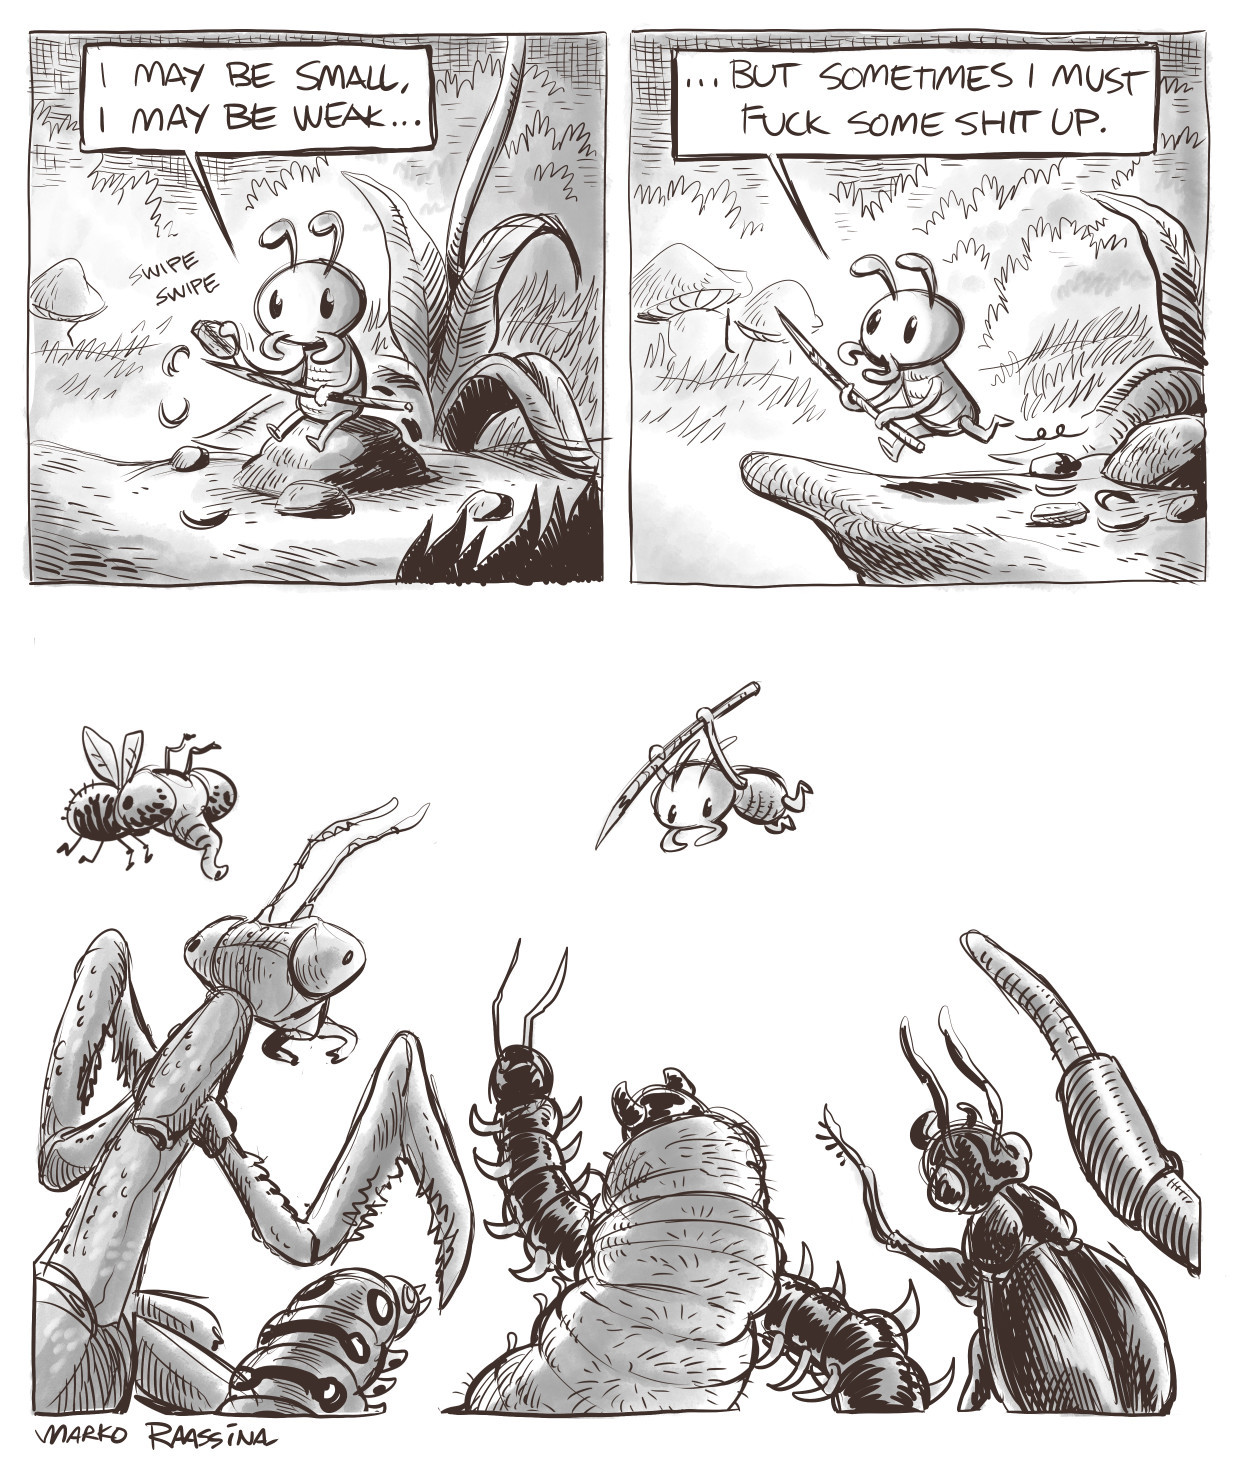 I MAY BE SMALL,
I MAY BE WEAK...
SWIPE
SWIPE
...BUT SOMETIMES I MUST
FUCK SOME SHIT UP.
MARKO RAASSINA